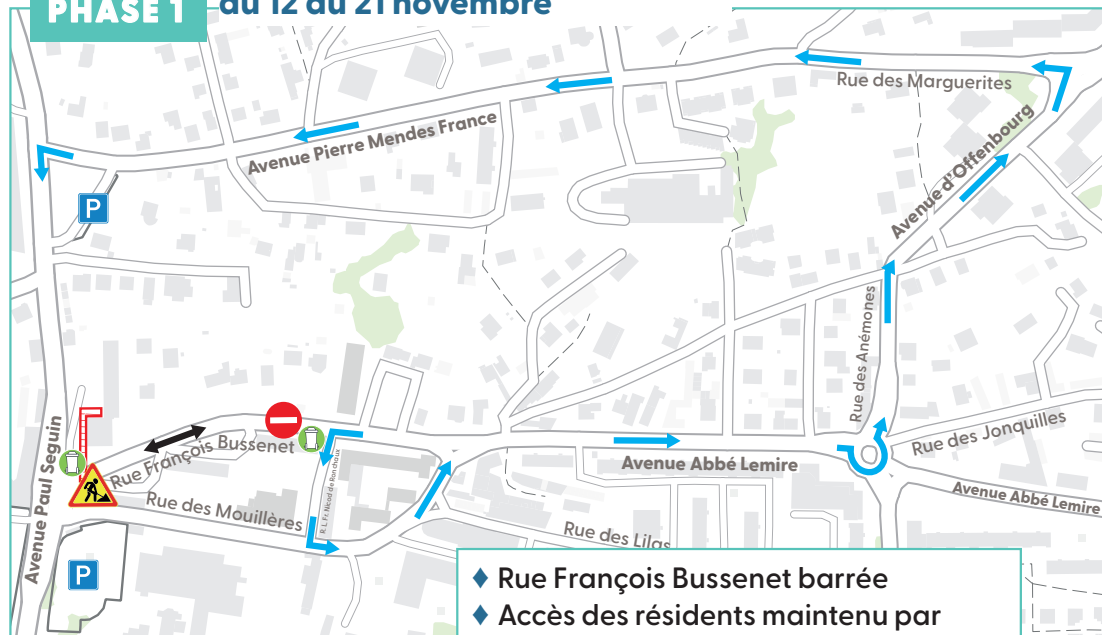 PHASE 1
du 12 au 21 novembre
Rue des Marguerites
Avenue Pierre Mendes France
Avenue d'Offenbourg
P
Rue des Anémones
Avenue Paul Seguin
Rue François Bussenet
Rue des Jonquilles
Avenue Abbé Lemire
Avenue Abbé Lemire
Rue des Mouillères
Rue des Lilas
P
♦ Rue François Bussenet barrée
♦ Accès des résidents maintenu par